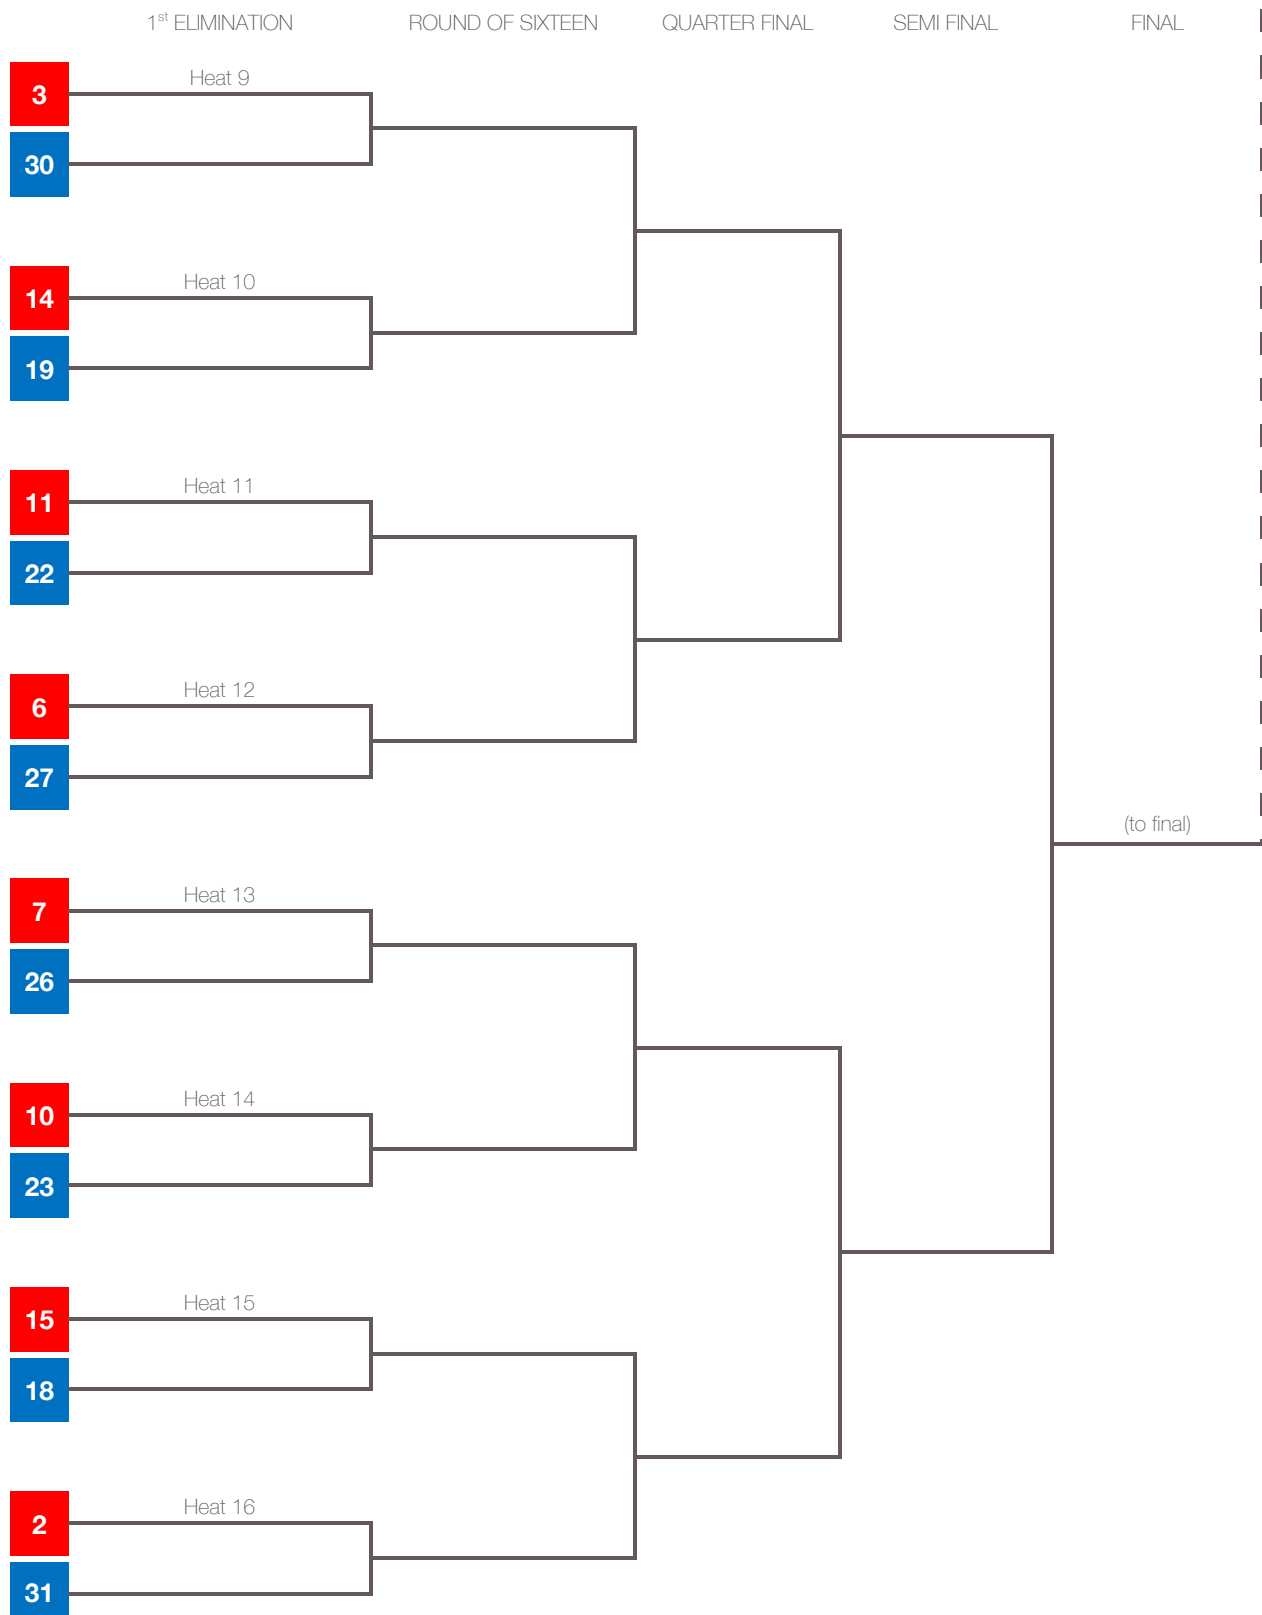 1st ELIMINATION ROUND OF SIXTEEN QUARTER FINAL SEMI FINAL FINAL
Heat 9
3
30
Heat 10
14
19
Heat 11
11
22
Heat 12
6
27
(to final)
Heat 13
7
26
Heat 14
10
23
Heat 15
15
18
Heat 16
2
31